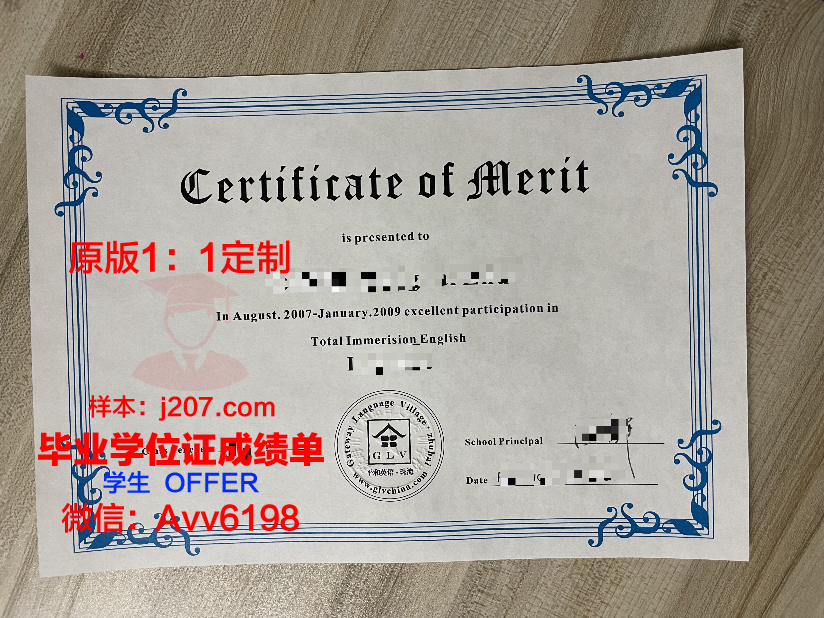 Certificate of Merit
is presented to
原版1：1定制
In August. 2007-January.2009 excellent participation in
Total Immerision English
样本：j207.com
Gateway Language Village, zhuhai
GLV
www.glvchina.com
School Principal
毕业学位证成绩单
Date
学生 OFFER
微信：Avv6198